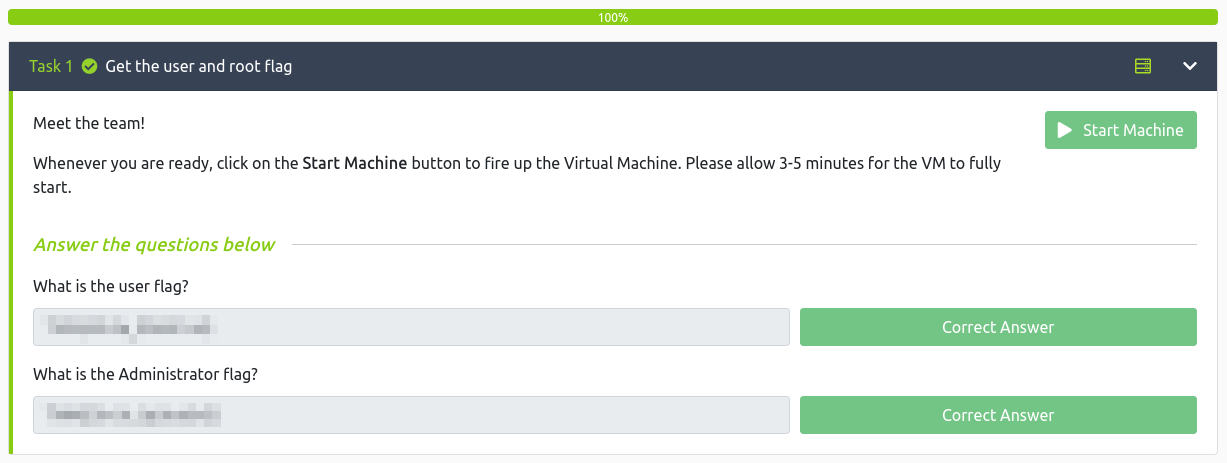 100%
Task 1 Get the user and root flag
Meet the team!
Start Machine
Whenever you are ready, click on the Start Machine button to fire up the Virtual Machine. Please allow 3-5 minutes for the VM to fully
start.
Answer the questions below
What is the user flag?
Correct Answer
What is the Administrator flag?
Correct Answer